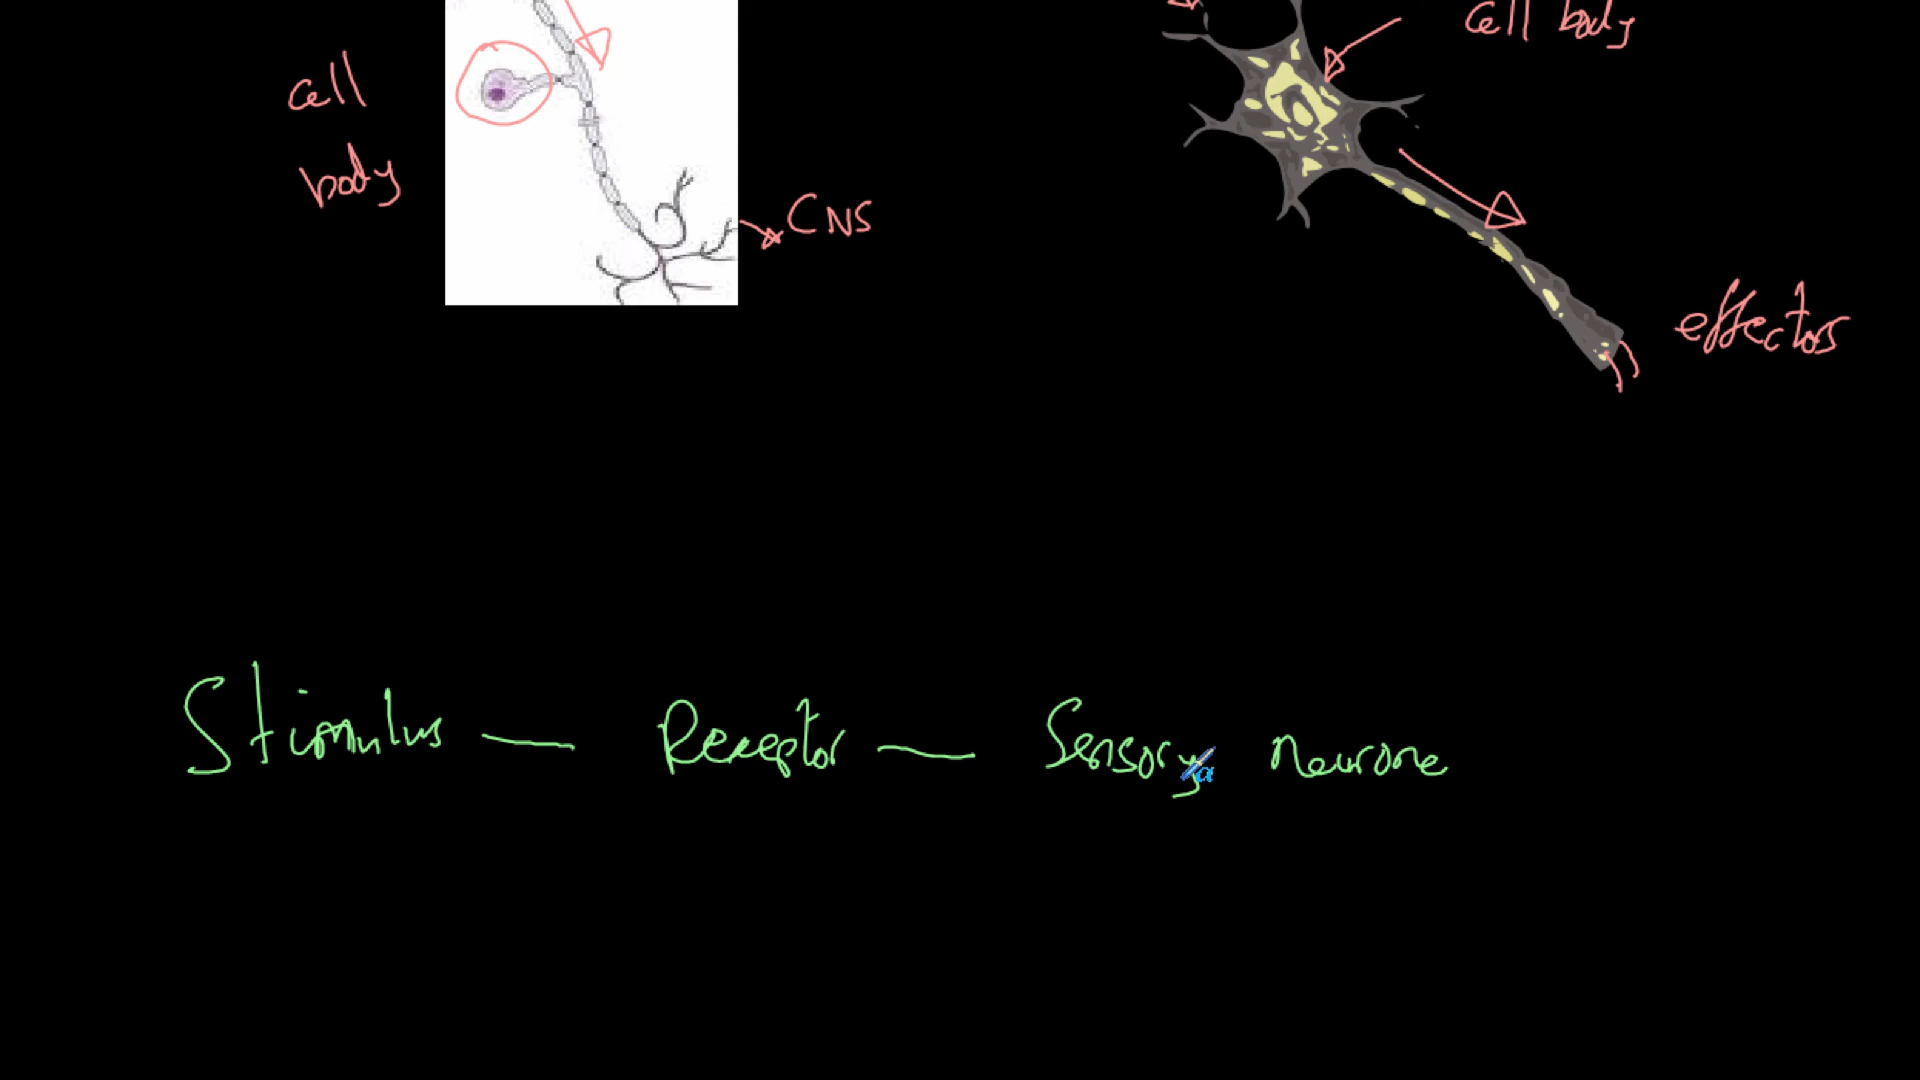 cell body
cell
body
CNS
effectors
Stimulus — Receptor — Sensory neurone